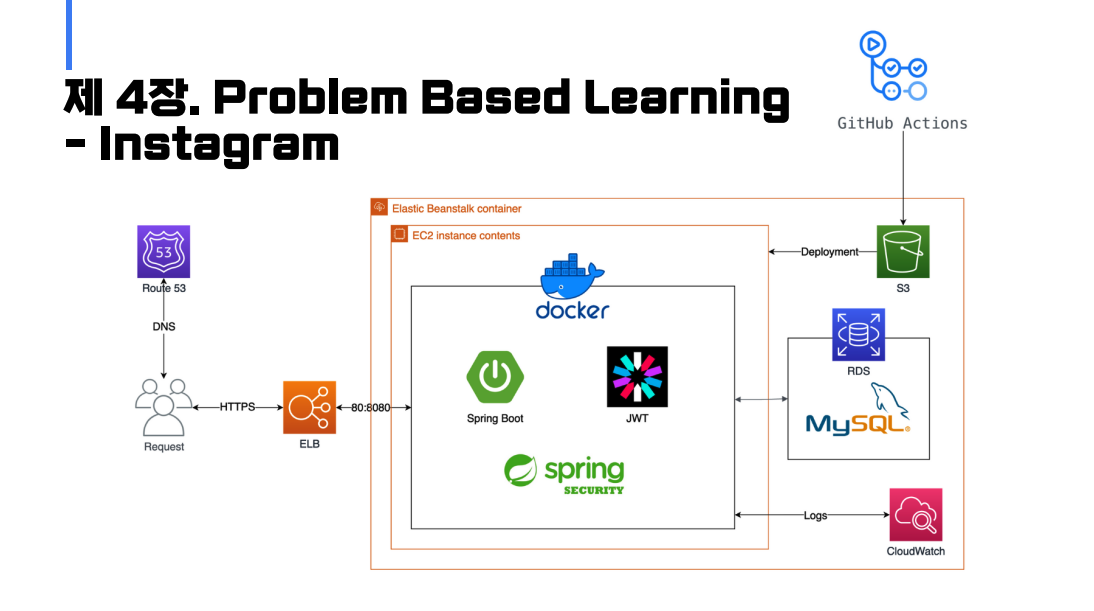 제 4장. Problem Based Learning
- Instagram
GitHub Actions
Elastic Beanstalk container
EC2 instance contents
53
Route 53
DNS
Request
HTTPS
ELB
80:8080
docker
Spring Boot
JWT
spring
SECURITY
Deployment
S3
RDS
MySQL
Logs
CloudWatch